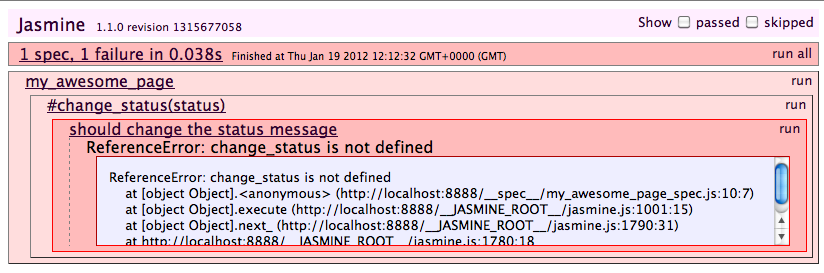 Jasmine 1.1.0 revision 1315677058 Show passed skipped
1 spec, 1 failure in 0.038s Finished at Thu Jan 19 2012 12:12:32 GMT+0000 (GMT) run all
my_awesome_page run
#change_status(status) run
should change the status message run
ReferenceError: change_status is not defined
ReferenceError: change_status is not defined
at [object Object].<anonymous> (http://localhost:8888/__spec__/my_awesome_page_spec.js:10:7)
at [object Object].execute (http://localhost:8888/__JASMINE_ROOT__/jasmine.js:1001:15)
at [object Object].next_ (http://localhost:8888/__JASMINE_ROOT__/jasmine.js:1790:31)
at http://localhost:8888/__JASMINE_ROOT__/jasmine.js:1780:18